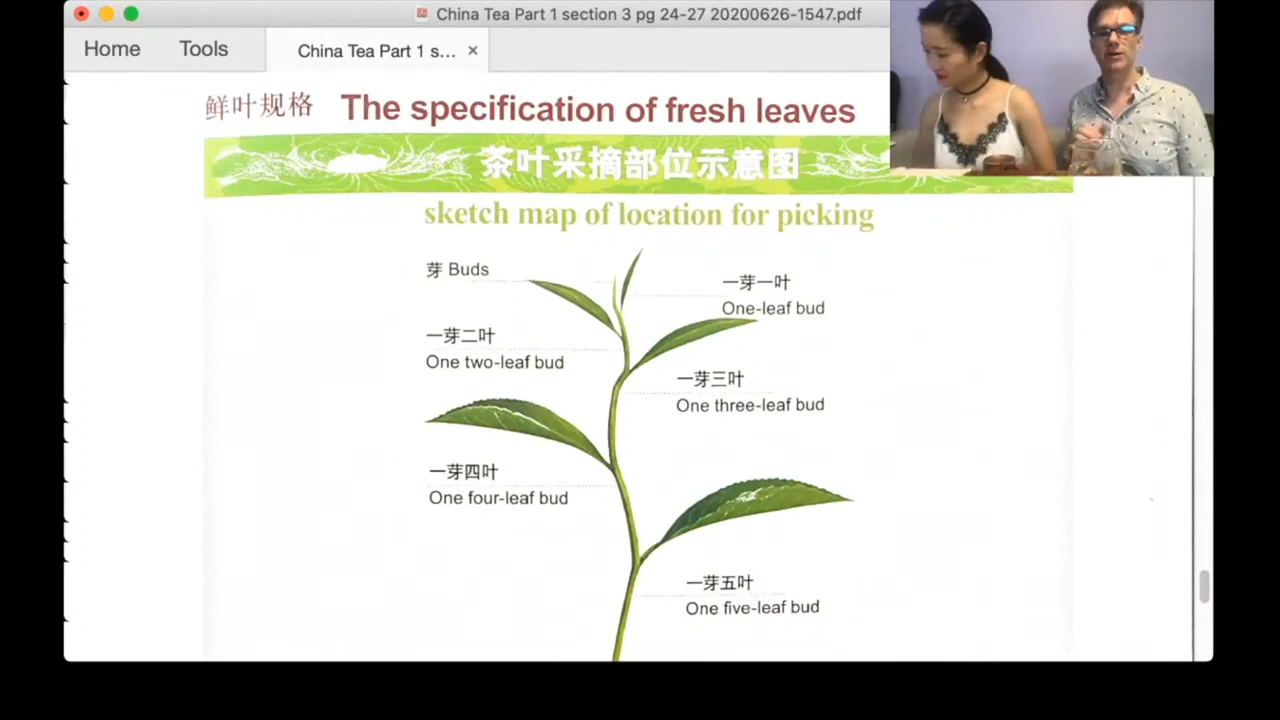 China Tea Part 1 section 3 pg 24-27 20200626-1547.pdf
Home
Tools
China Tea Part 1 s...
鲜叶规格 The specification of fresh leaves
茶叶采摘部位示意图
sketch map of location for picking
芽 Buds
一芽一叶
One-leaf bud
一芽二叶
One two-leaf bud
一芽三叶
One three-leaf bud
一芽四叶
One four-leaf bud
一芽五叶
One five-leaf bud